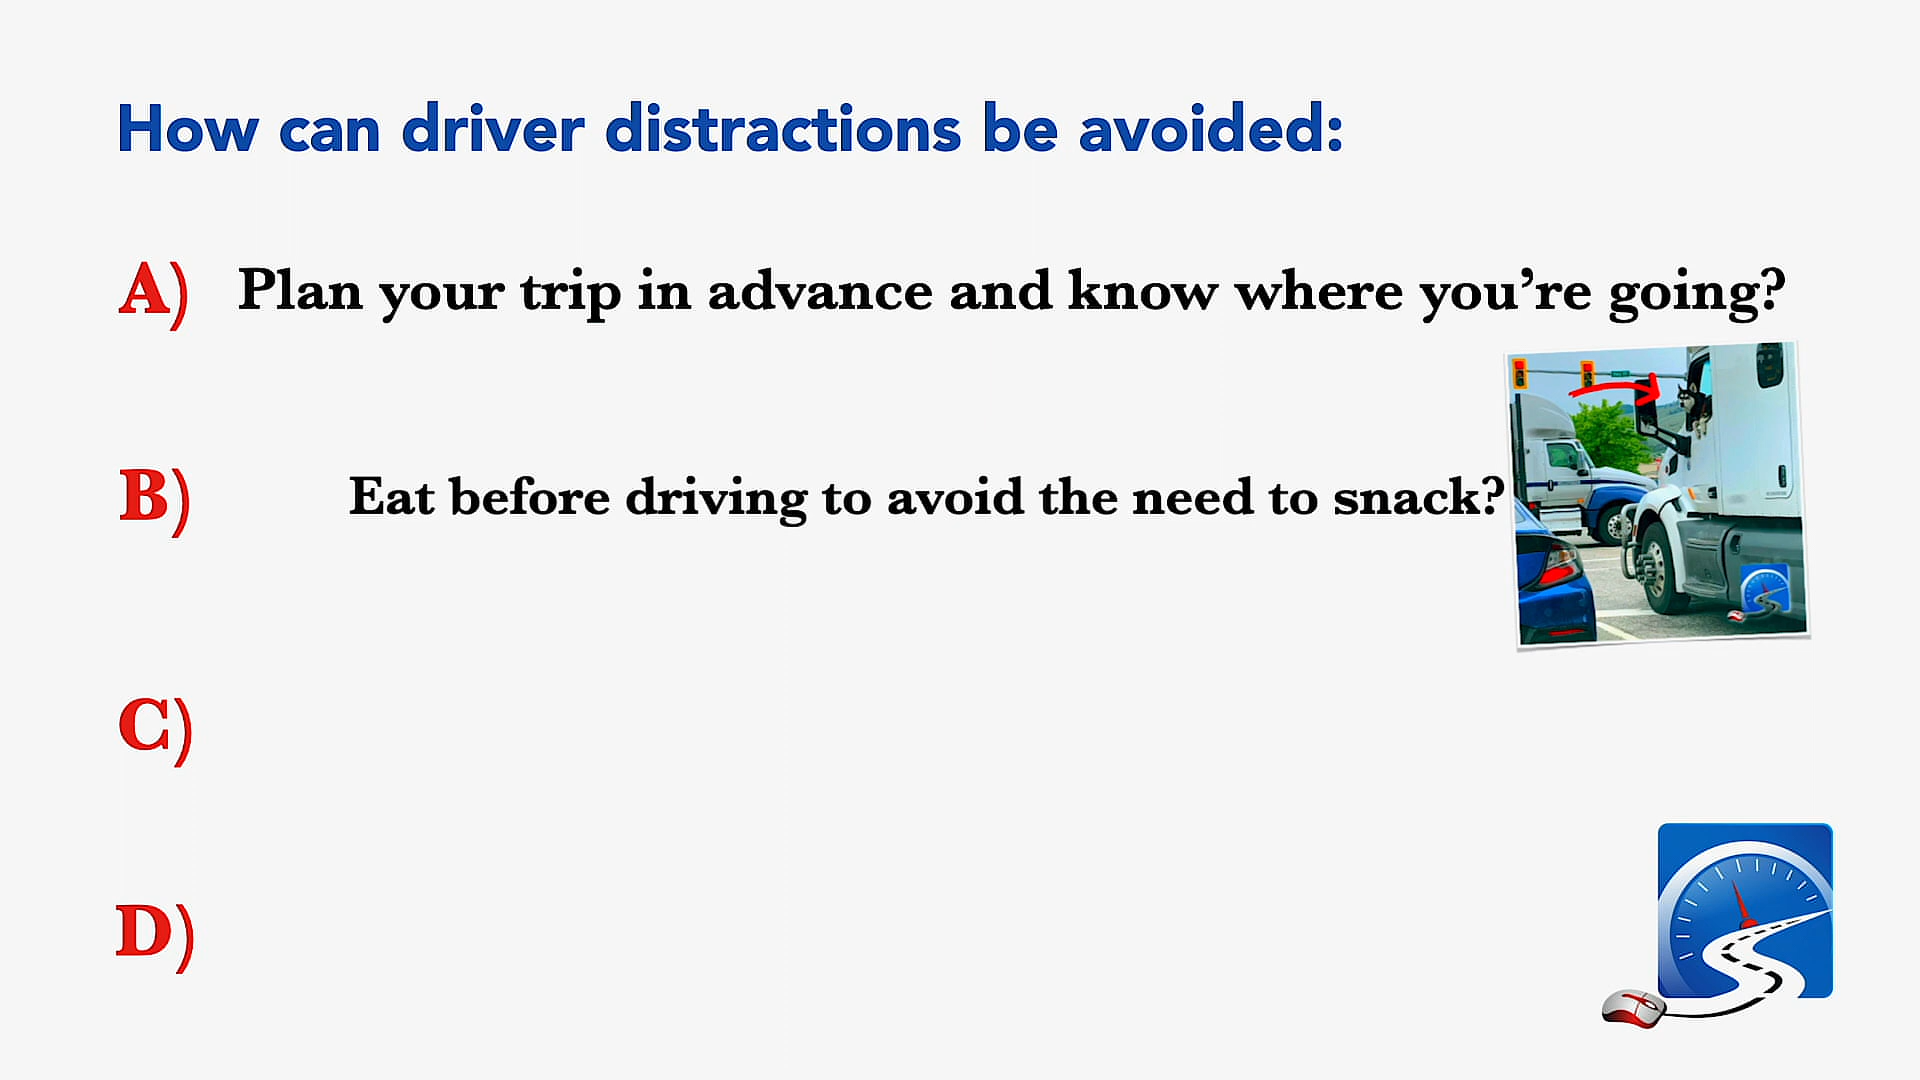 How can driver distractions be avoided:
A) Plan your trip in advance and know where you’re going?
B) Eat before driving to avoid the need to snack?
C)
D)